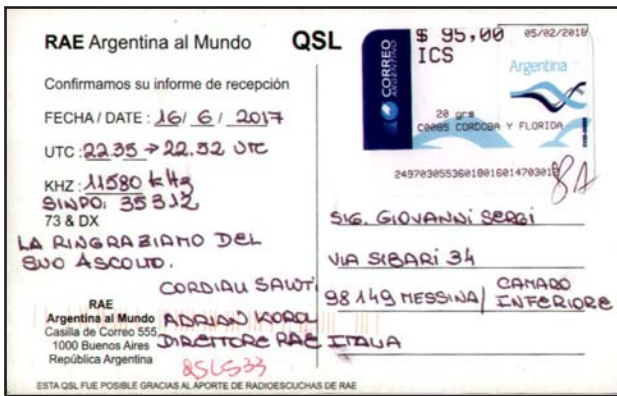 RAE Argentina al Mundo
QSL
Confirmamos su informe de recepción
FECHA / DATE : 16/ 6 / 2017
UTC : 22.35 → 22.52 UTC
KHZ : 11580 kHz
SINPO: 35312
73 & DX
LA RINGRAZIAMO DEL
SUO ASCOLTO.
CORDIALI SALUTI
ADRIAN KOROL
DIRETTORE RAE ITALIA
RAE
Argentina al Mundo
Casilla de Correo 555
1000 Buenos Aires
República Argentina
ESTA QSL FUE POSIBLE GRACIAS AL APORTE DE RADIOESCUCHAS DE RAE
CORREO
ARGENTINO
$ 95,00
05/02/2018
ICS
Argentina
20 grs
C0085 CORDOBA Y FLORIDA
8A
SIG. GIOVANNI SERGI
VIA SIBARI 34
98149 MESSINA / CAMARO
INFERIORE